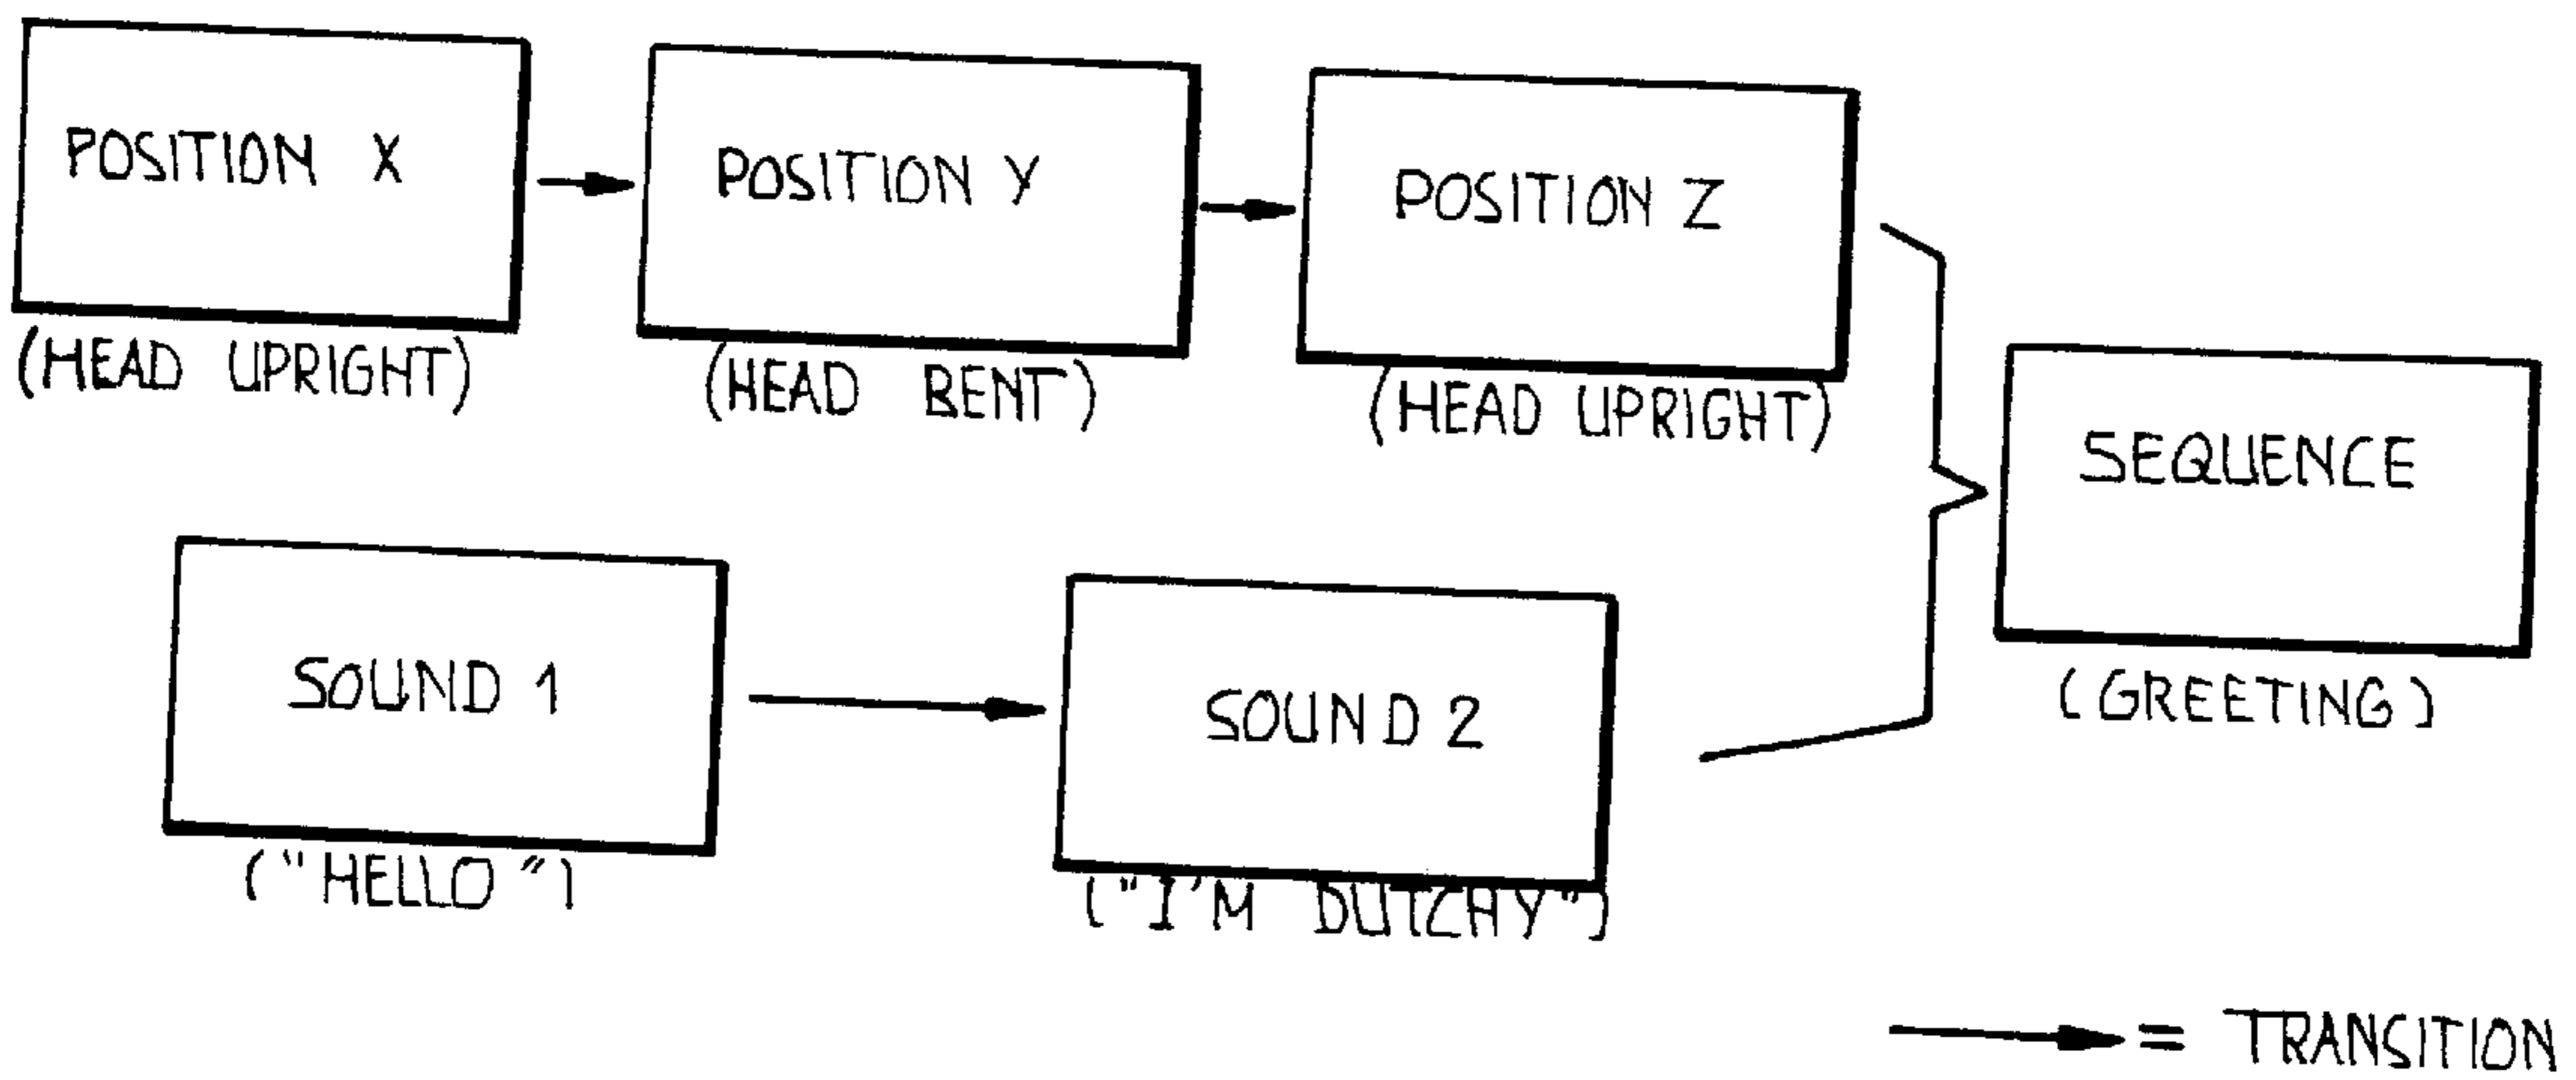 POSITION X
(HEAD UPRIGHT)
POSITION Y
(HEAD BENT)
POSITION Z
(HEAD UPRIGHT)
SOUND 1
("HELLO")
SOUND 2
("I'M DUTCHY")
SEQUENCE
(GREETING)
= TRANSITION